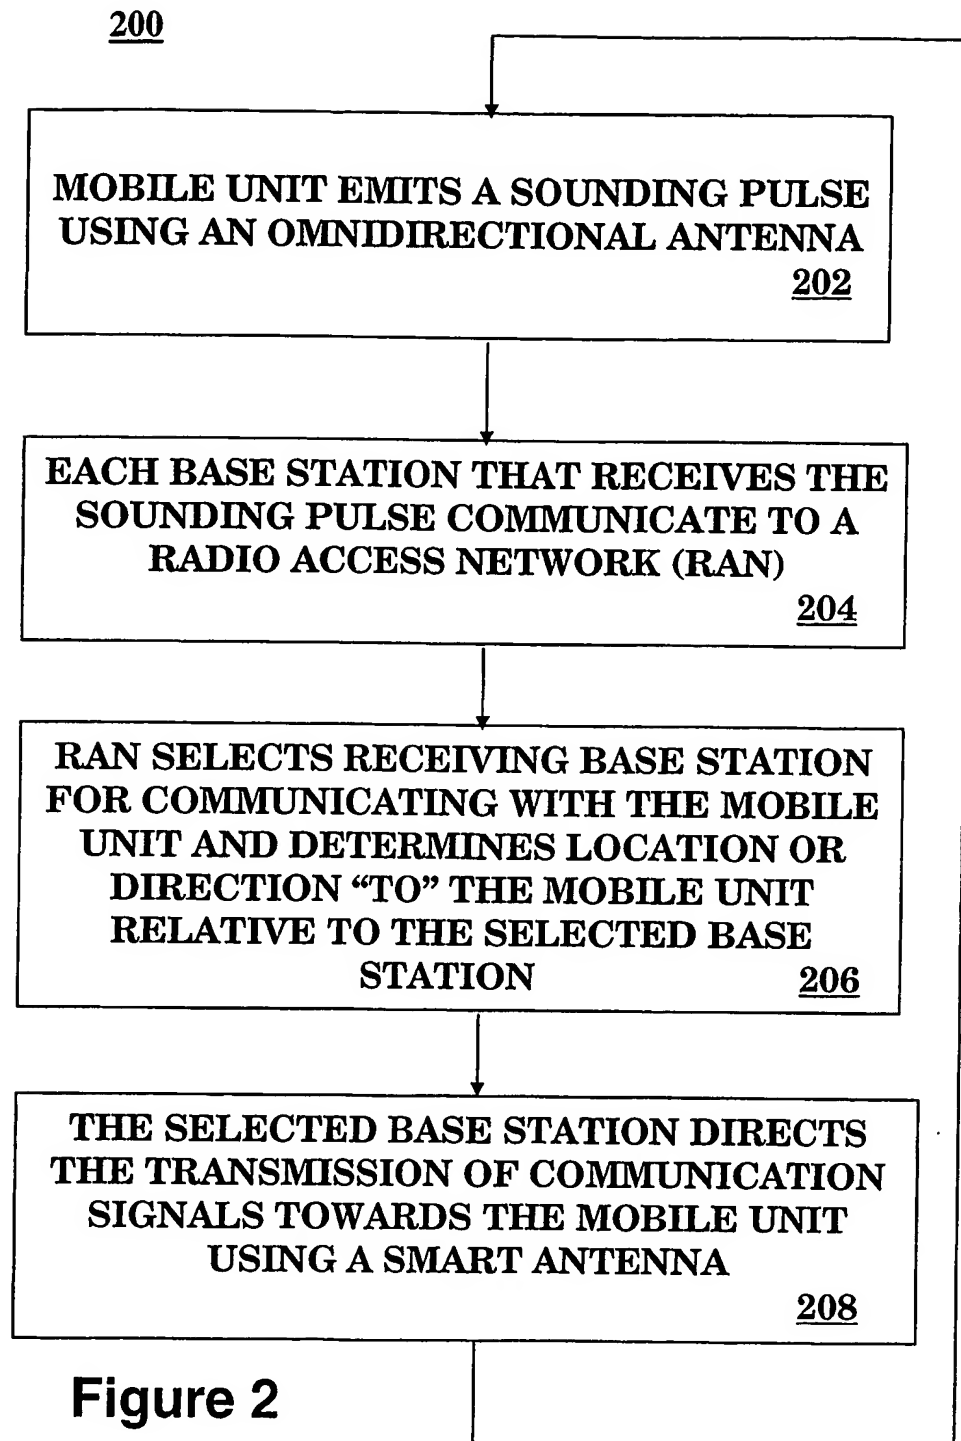 200
MOBILE UNIT EMITS A SOUNDING PULSE
USING AN OMNIDIRECTIONAL ANTENNA
202
EACH BASE STATION THAT RECEIVES THE
SOUNDING PULSE COMMUNICATE TO A
RADIO ACCESS NETWORK (RAN)
204
RAN SELECTS RECEIVING BASE STATION
FOR COMMUNICATING WITH THE MOBILE
UNIT AND DETERMINES LOCATION OR
DIRECTION “TO” THE MOBILE UNIT
RELATIVE TO THE SELECTED BASE
STATION 206
THE SELECTED BASE STATION DIRECTS
THE TRANSMISSION OF COMMUNICATION
SIGNALS TOWARDS THE MOBILE UNIT
USING A SMART ANTENNA
208
Figure 2